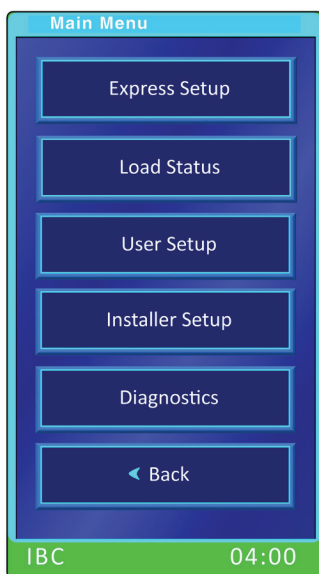 Main Menu
Express Setup
Load Status
User Setup
Installer Setup
Diagnostics
Back
IBC 04:00